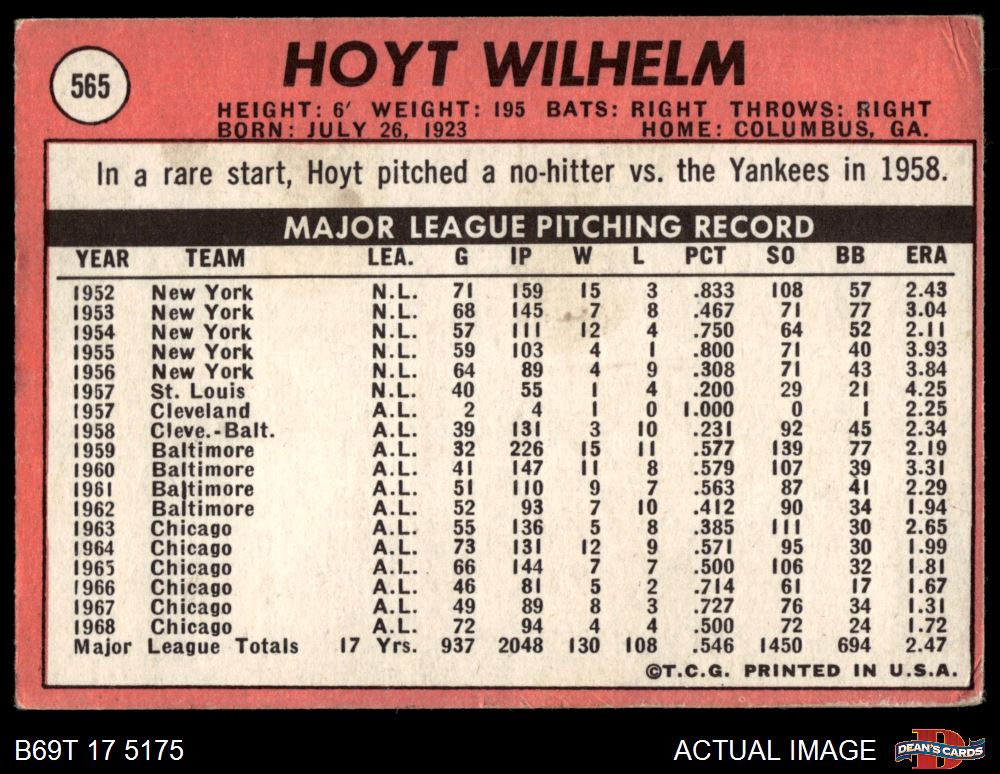 565
HOYT WILHELM
HEIGHT: 6' WEIGHT: 195 BATS: RIGHT THROWS: RIGHT
BORN: JULY 26, 1923 HOME: COLUMBUS, GA.
In a rare start, Hoyt pitched a no-hitter vs. the Yankees in 1958.
MAJOR LEAGUE PITCHING RECORD
YEAR TEAM LEA. G IP W L PCT SO BB ERA
1952 New York N.L. 71 159 15 3 .833 108 57 2.43
1953 New York N.L. 68 145 7 8 .467 71 77 3.04
1954 New York N.L. 57 111 12 4 .750 64 52 2.11
1955 New York N.L. 59 103 4 1 .800 71 40 3.93
1956 New York N.L. 64 89 4 9 .308 71 43 3.84
1957 St. Louis N.L. 40 55 1 4 .200 29 21 4.25
1957 Cleveland A.L. 2 4 1 0 1.000 0 1 2.25
1958 Cleve.-Balt. A.L. 39 131 3 10 .231 92 45 2.34
1959 Baltimore A.L. 32 226 15 11 .577 139 77 2.19
1960 Baltimore A.L. 41 147 11 8 .579 107 39 3.31
1961 Baltimore A.L. 51 110 9 7 .563 87 41 2.29
1962 Baltimore A.L. 52 93 7 10 .412 90 34 1.94
1963 Chicago A.L. 55 136 5 8 .385 111 30 2.65
1964 Chicago A.L. 73 131 12 9 .571 95 30 1.99
1965 Chicago A.L. 66 144 7 7 .500 106 32 1.81
1966 Chicago A.L. 46 81 5 2 .714 61 17 1.67
1967 Chicago A.L. 49 89 8 3 .727 76 34 1.31
1968 Chicago A.L. 72 94 4 4 .500 72 24 1.72
Major League Totals 17 Yrs. 937 2048 130 108 .546 1450 694 2.47
©T.C.G. PRINTED IN U.S.A.
B69T 17 5175 ACTUAL IMAGE DEAN'S CARDS